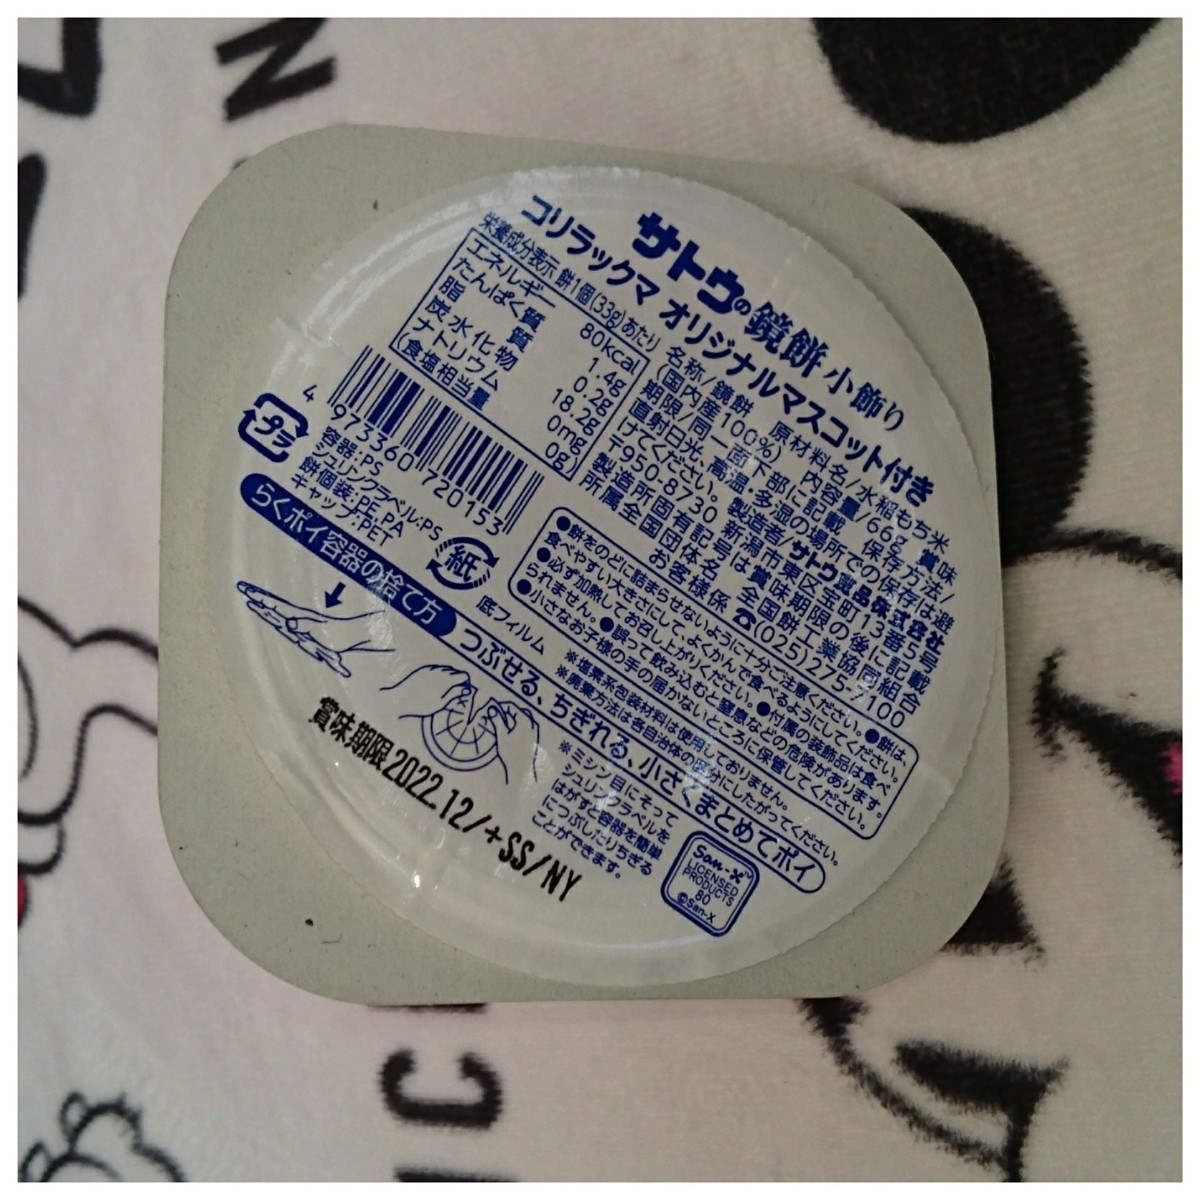 サトウの鏡餅 小飾り
コリラックマ オリジナルマスコット付き
栄養成分表示 餅1個(33g)あたり
エネルギー 80kcal
たんぱく質 1.4g
脂質 0.2g
炭水化物 18.2g
ナトリウム 0mg
(食塩相当量 0g)
4 973360 720153
名称/鏡餅 原材料名/水稲もち米
(国内産100%) 内容量/66g 賞味
期限/同一面下部に記載 保存方法/
直射日光、高温・多湿の場所での保存は避
けてください。 製造者/サトウ食品株式会社
〒950-8730 新潟市東区宝町13番5号
製造所固有記号は賞味期限の後に記載
所属全国団体名 全国餅工業協同組合
お客様係 ☎(025)275-7100
プラ
容器:PS
シュリンクラベル:PS
餅個装:PE,PA
キャップ:PET
紙
底フィルム
●餅をのどに詰まらせないように十分ご注意ください。●餅は、
食べやすい大きさにして、よくかんで食べるようにしてください。
●必ず加熱してお召し上がりください。●付属の装飾品は食べ
られません。●誤って飲み込むと窒息などの危険があります。
●小さなお子様の手の届かないところに保管してください。
※塩素系包装材料は使用しておりません。
※廃棄方法は各自治体の区分にしたがってください。
らくポイ容器の捨て方 つぶせる、ちぎれる、小さくまとめてポイ
※ミシン目にそって
シュリンクラベルを
はがすと容器を簡単
につぶしたりちぎる
ことができます。
San-X™
LICENSED
PRODUCTS
80
©San-X
賞味期限2022.12/+SS/NY
N
C